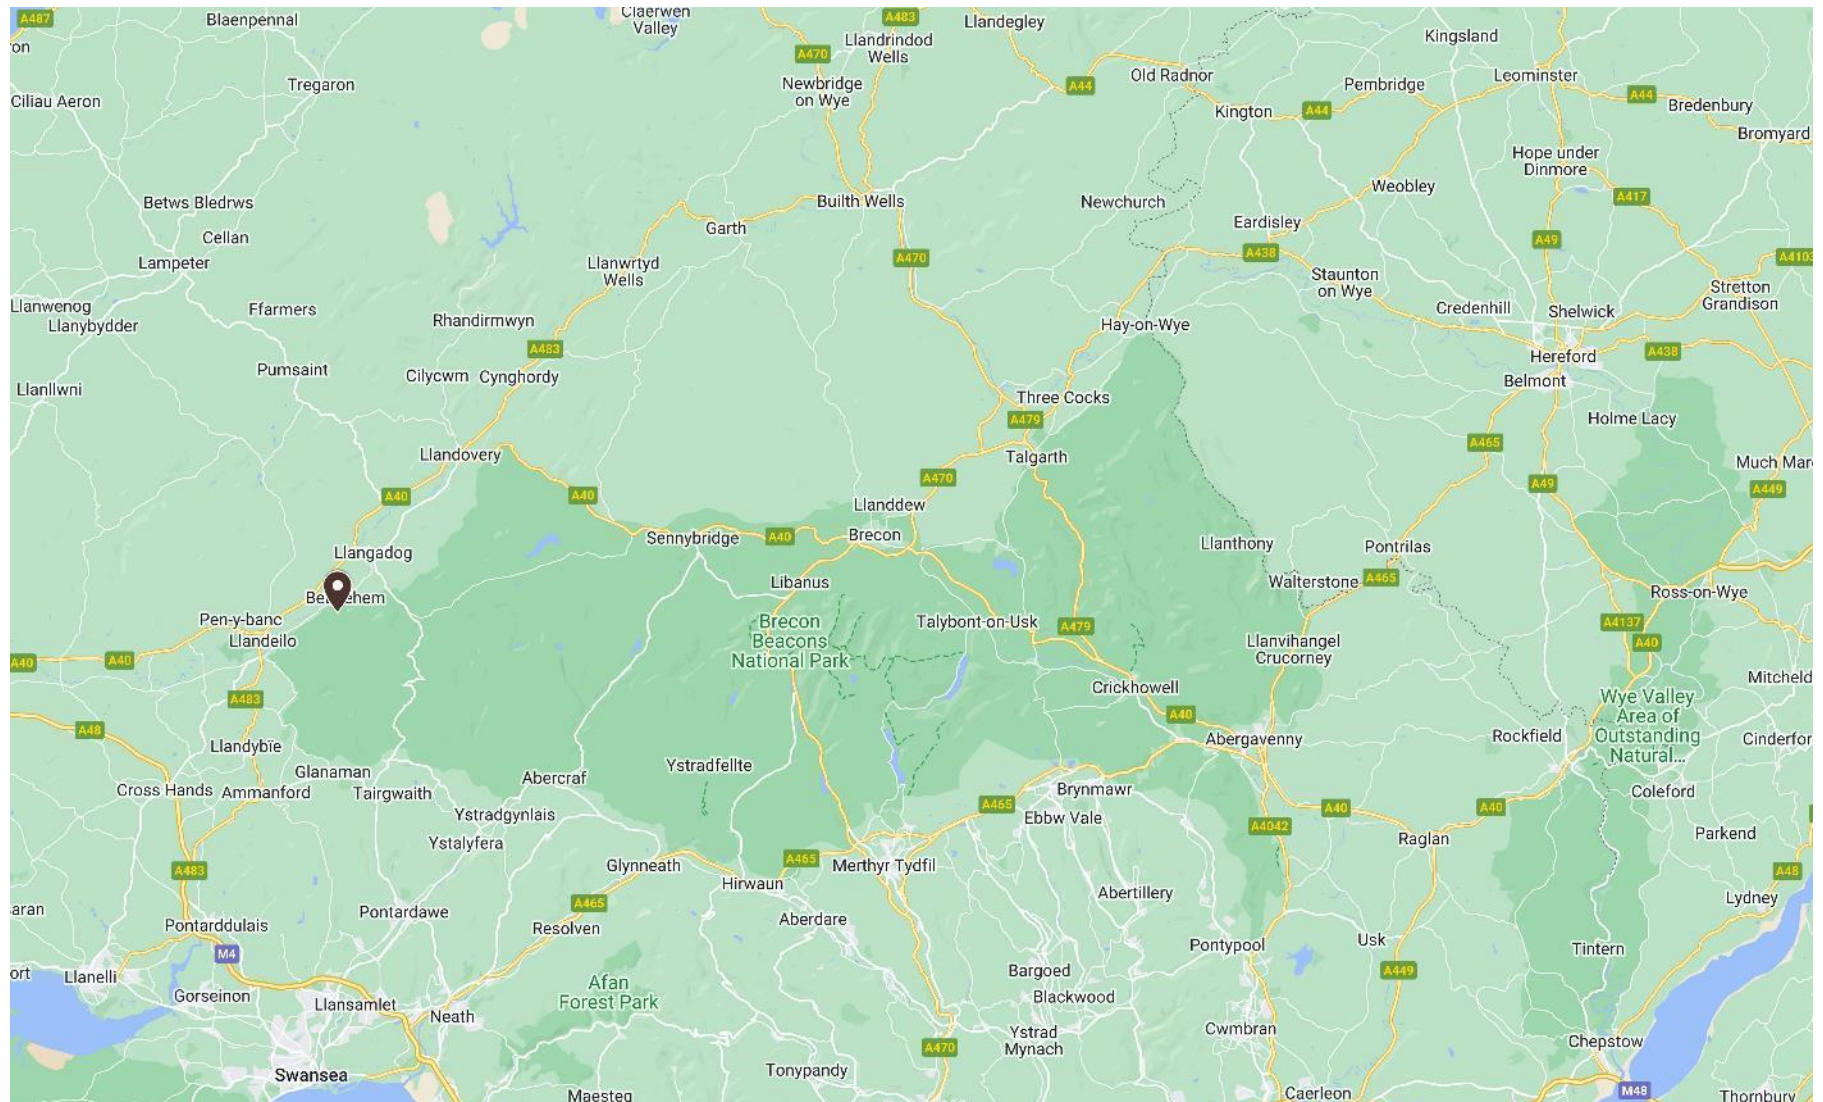 A487
Blaenpennal
Claerwen
Valley
A483
Llandegley
Kingsland
on
A470
Llandrindod
Wells
Tregaron
Newbridge
on Wye
A44
Old Radnor
Pembridge
Leominster
A44
Bredenbury
Ciliau Aeron
Kington
A44
Bromyard
Hope under
Dinmore
Betws Bledrws
Builth Wells
Newchurch
Weobley
A417
Cellan
Garth
Eardisley
A49
Lampeter
Llanwrtyd
Wells
A470
A438
A4103
Staunton
on Wye
Stretton
Grandison
Llanwenog
Llanybydder
Ffarmers
Rhandirmwyn
Hay-on-Wye
Credenhill
Shelwick
A483
Hereford
A438
Pumsaint
Cilycwm
Cynghordy
Belmont
Llanllwni
Three Cocks
A479
Holme Lacy
Llandovery
Talgarth
A465
Much Mar
A470
A49
A449
A40
A40
Llanddew
Sennybridge
A40
Brecon
Llanthony
Pontrilas
Llangadog
Libanus
Walterstone
A465
Be
ehem
Ross-on-Wye
Pen-y-banc
Brecon
Beacons
National Park
Talybont-on-Usk
A479
A4137
Llandeilo
Llanvihangel
Crucorney
A40
A40
A40
Crickhowell
Mitcheld
A483
A40
Wye Valley
Area of
Outstanding
Natural...
A48
Llandybïe
Abergavenny
Rockfield
Cinderfor
Glanaman
Abercraf
Ystradfellte
Cross Hands
Ammanford
Tairgwaith
Brynmawr
Coleford
A465
A40
A40
Ystradgynlais
Ebbw Vale
A4042
Parkend
Ystalyfera
Raglan
Glynneath
A465
Merthyr Tydfil
A483
Hirwaun
Abertillery
A48
Lydney
saran
Pontardawe
A465
Aberdare
Pontarddulais
Resolven
Pontypool
Usk
Tintern
M4
ort
Llanelli
Bargoed
A449
Gorseinon
Llansamlet
Afan
Forest Park
Blackwood
Neath
Ystrad
Mynach
Cwmbran
A470
Chepstow
Swansea
Tonypandy
Maesteg
Caerleon
M48
Thornbury